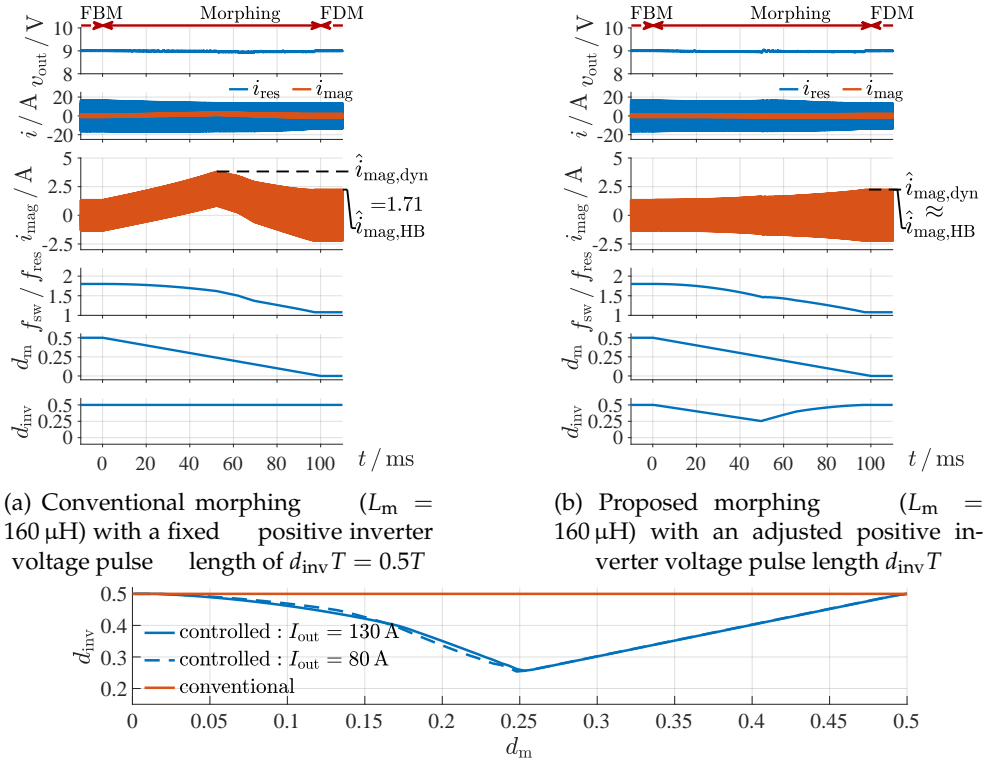 FBM Morphing FDM
10
9
8
v_out / V
i_res i_mag
20
0
-20
i / A
5
2.5
0
-2.5
i_mag / A
î_mag,dyn
=1.71
î_mag,HB
2
1.5
1
f_sw / f_res
0.5
0.25
0
d_m
0.5
0.25
0
d_inv
0 20 40 60 80 100 t / ms
(a) Conventional morphing (L_m =
160 µH) with a fixed positive inverter
voltage pulse length of d_inv T = 0.5T
FBM Morphing FDM
10
9
8
v_out / V
i_res i_mag
20
0
-20
i / A
5
2.5
0
-2.5
i_mag / A
î_mag,dyn
≈
î_mag,HB
2
1.5
1
f_sw / f_res
0.5
0.25
0
d_m
0.5
0.25
0
d_inv
0 20 40 60 80 100 t / ms
(b) Proposed morphing (L_m =
160 µH) with an adjusted positive in-
verter voltage pulse length d_inv T
0.5
0.4
0.3
0.2
d_inv
controlled : I_out = 130 A
controlled : I_out = 80 A
conventional
0 0.05 0.1 0.15 0.2 0.25 0.3 0.35 0.4 0.45 0.5
d_m